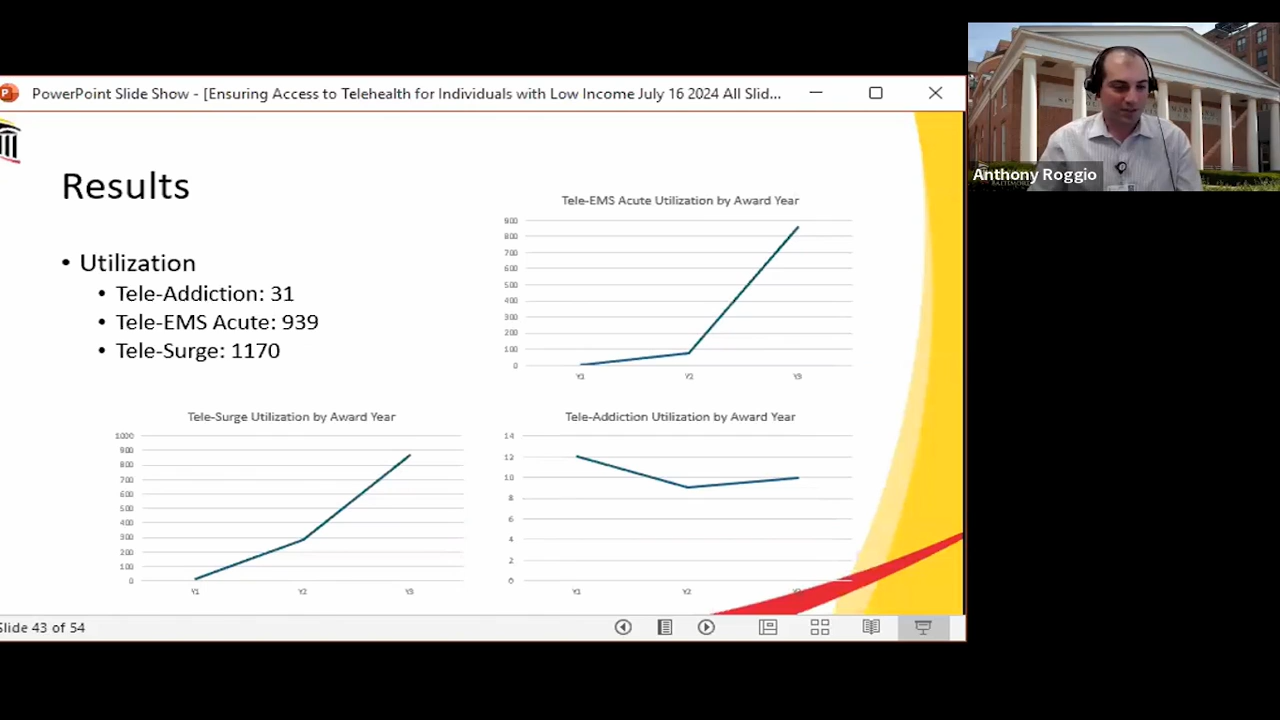 PowerPoint Slide Show - [Ensuring Access to Telehealth for Individuals with Low Income July 16 2024 All Slid...
Anthony Roggio
Results
• Utilization
• Tele-Addiction: 31
• Tele-EMS Acute: 939
• Tele-Surge: 1170
Tele-EMS Acute Utilization by Award Year
900
800
700
600
500
400
300
200
100
0
Y1 Y2 Y3
Tele-Surge Utilization by Award Year
1000
900
800
700
600
500
400
300
200
100
0
Y1 Y2 Y3
Tele-Addiction Utilization by Award Year
14
12
10
8
6
4
2
0
Y1 Y2 Y3
Slide 43 of 54